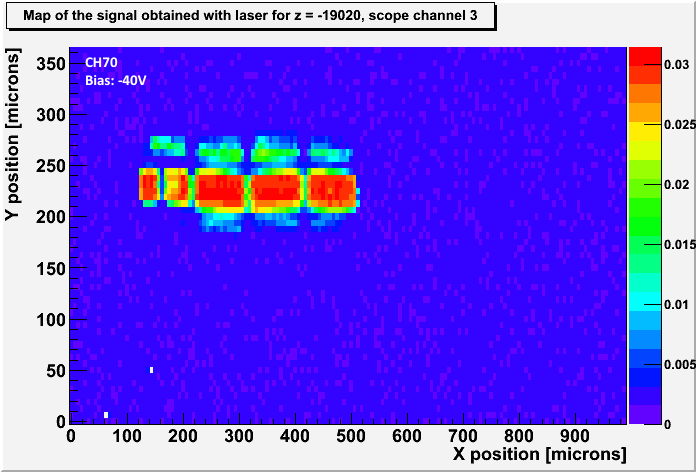 Map of the signal obtained with laser for z = -19020, scope channel 3
CH70
Bias: -40V
Y position [microns]
350
300
250
200
150
100
50
0
0 100 200 300 400 500 600 700 800 900
X position [microns]
0.03
0.025
0.02
0.015
0.01
0.005
0